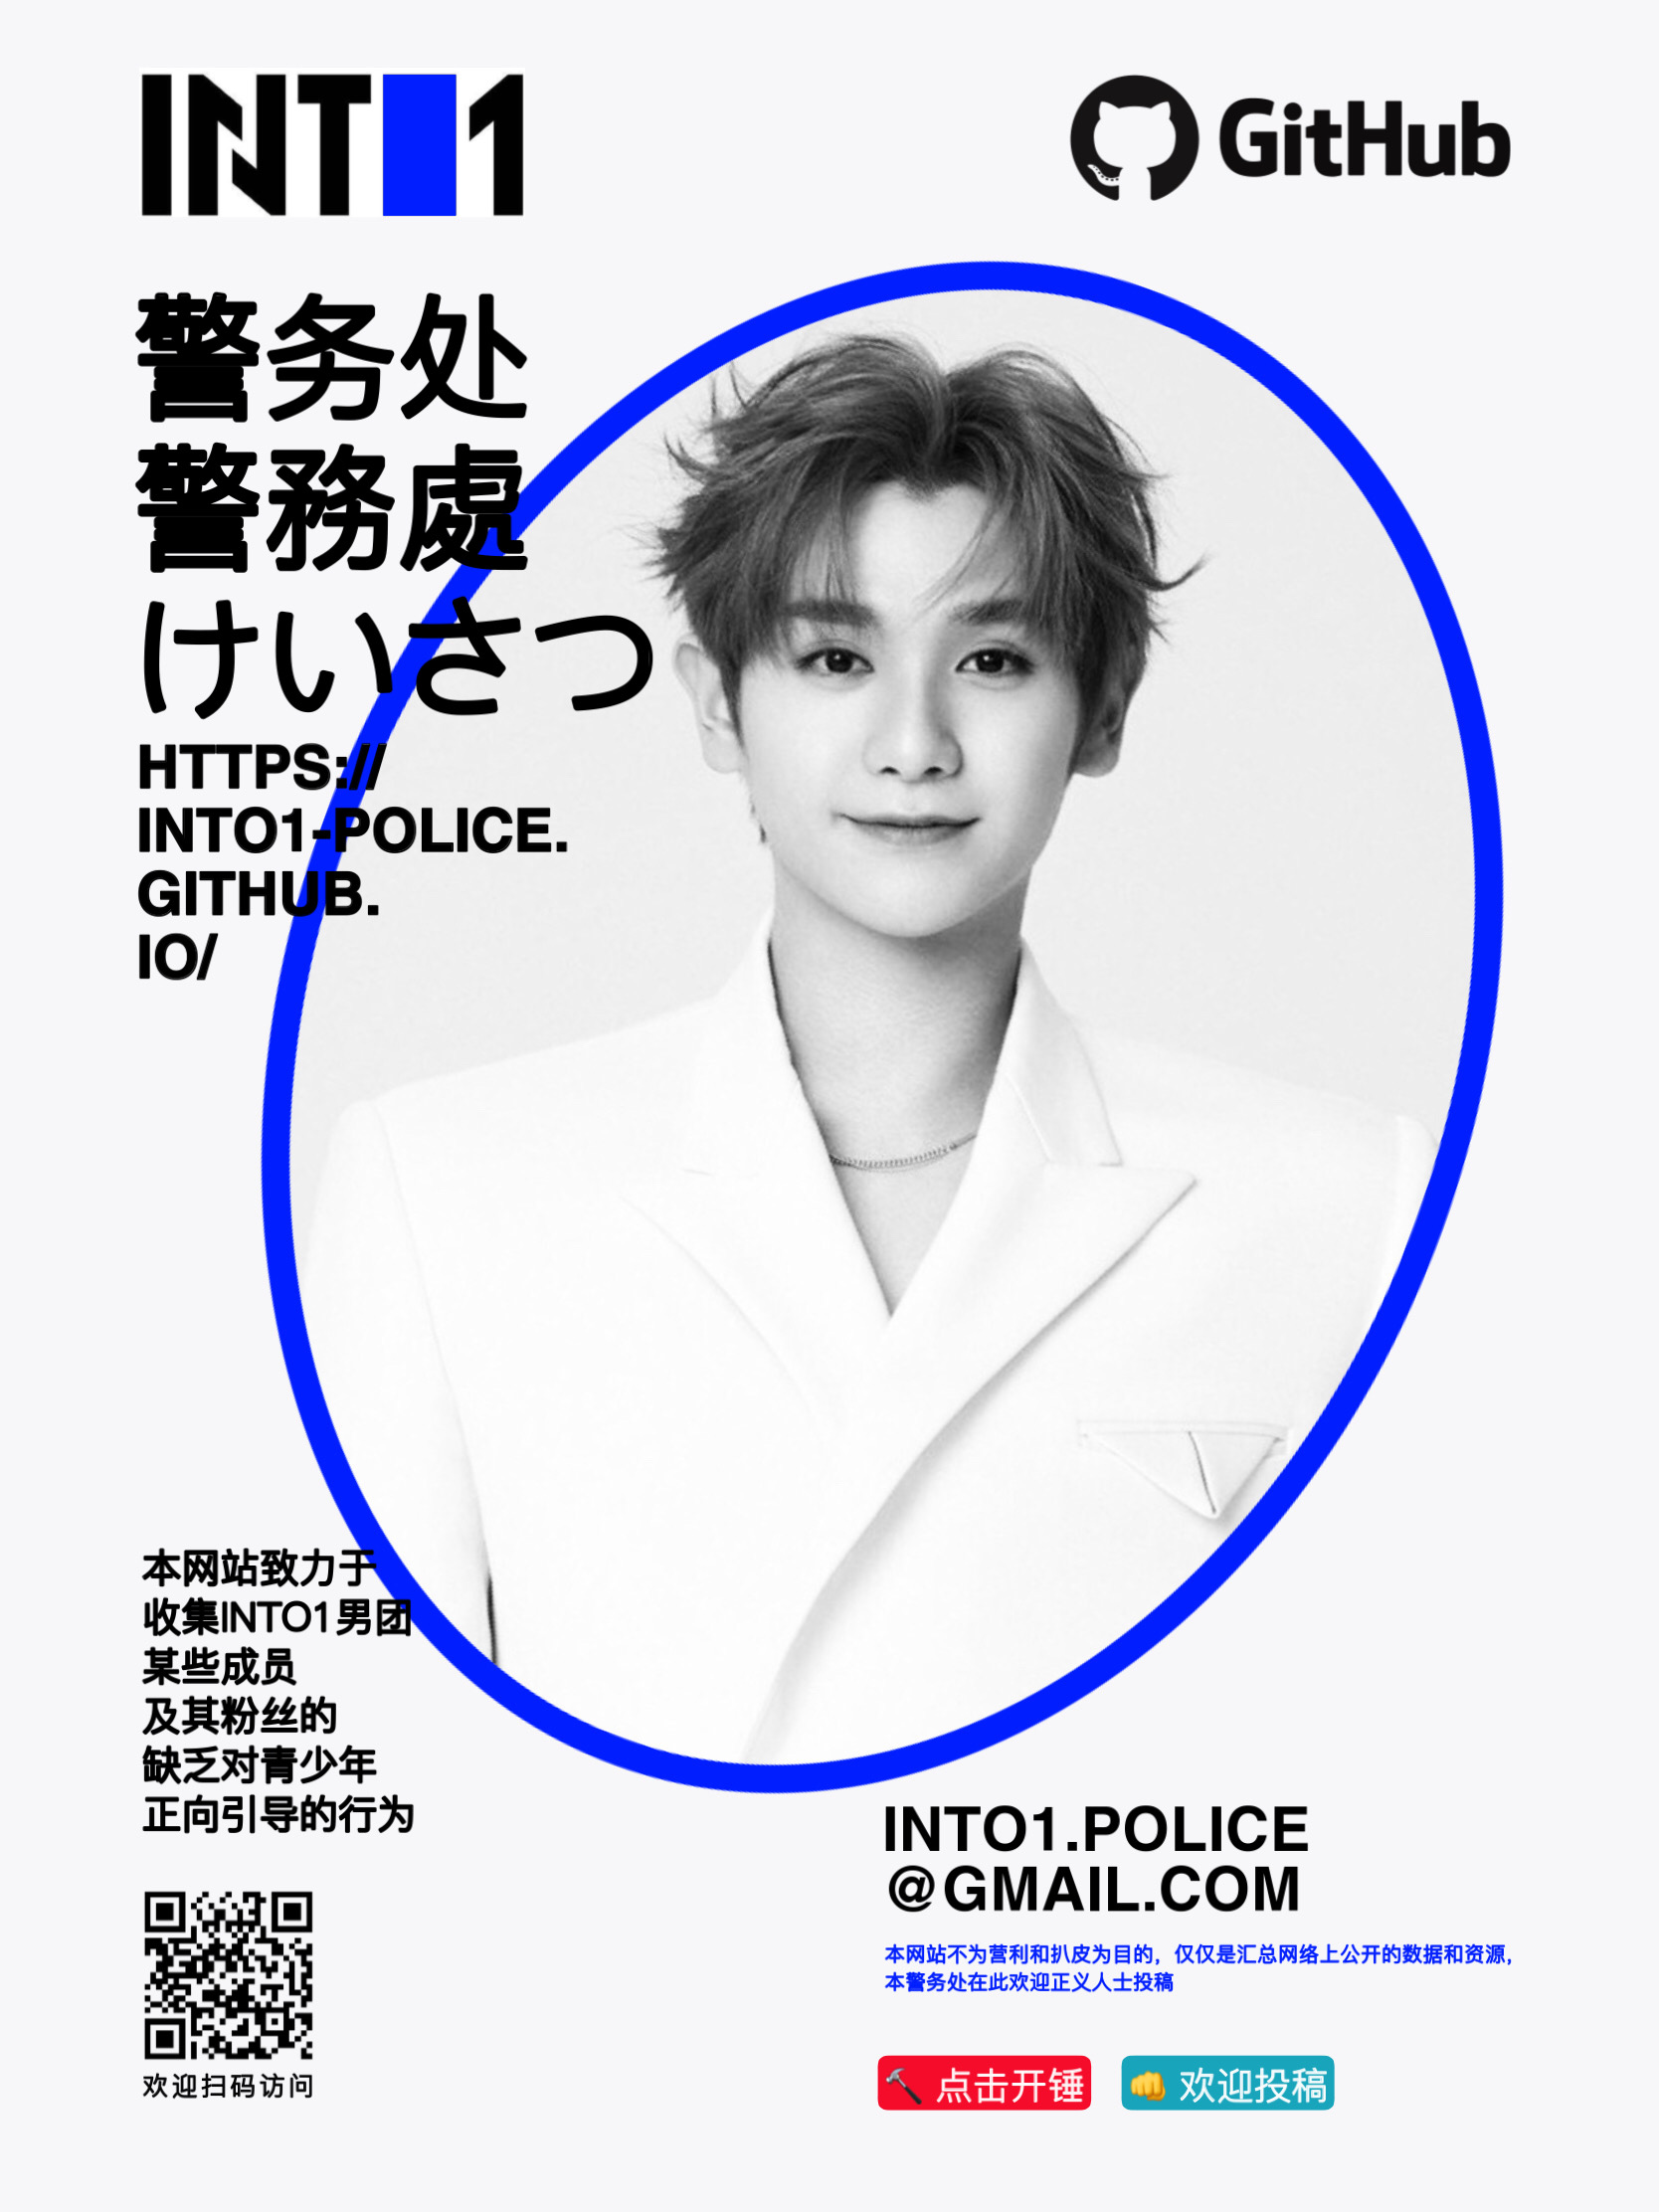 INTO1
GitHub
警务处
警務處
けいさつ
HTTPS://
INTO1-POLICE.
GITHUB.
IO/
本网站致力于
收集INTO1男团
某些成员
及其粉丝的
缺乏对青少年
正向引导的行为
欢迎扫码访问
INTO1.POLICE
@GMAIL.COM
本网站不为营利和扒皮为目的，仅仅是汇总网络上公开的数据和资源，
本警务处在此欢迎正义人士投稿
🔨 点击开锤
👊 欢迎投稿